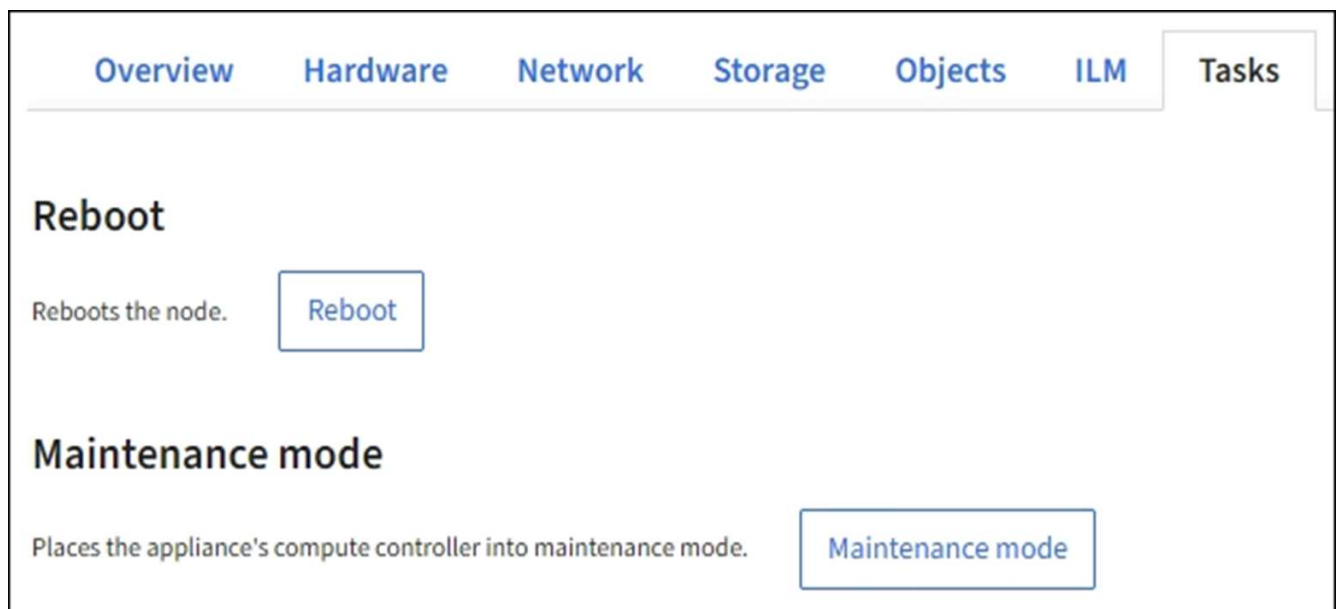 Overview Hardware Network Storage Objects ILM Tasks
Reboot
Reboots the node. Reboot
Maintenance mode
Places the appliance's compute controller into maintenance mode. Maintenance mode